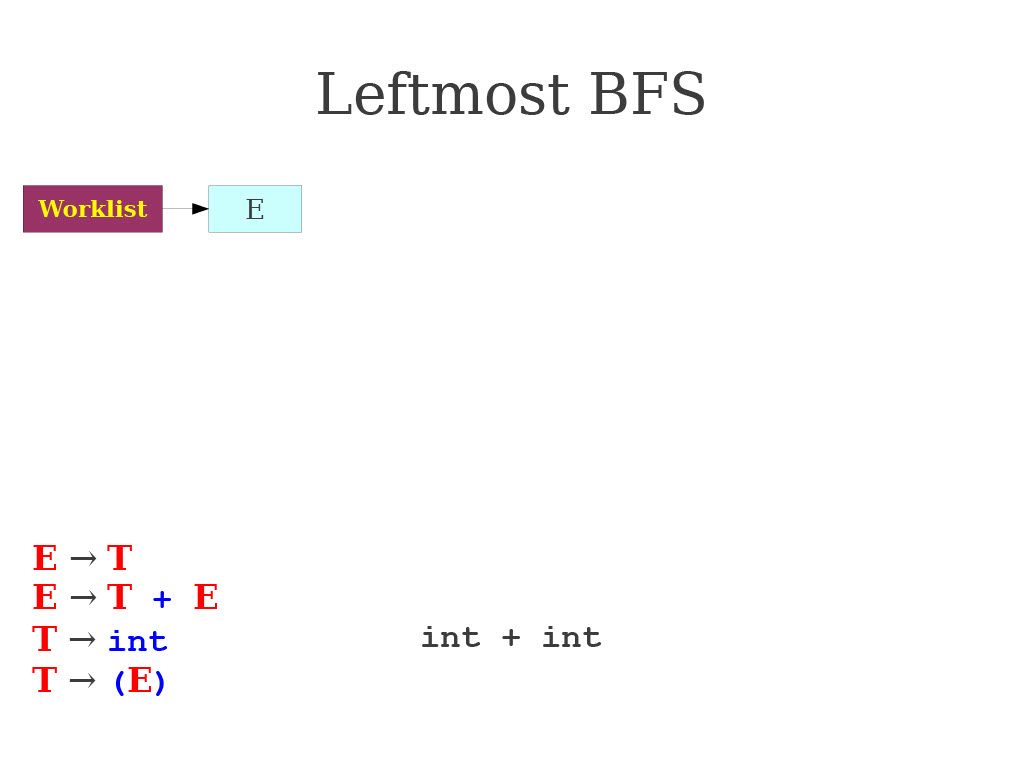 Leftmost BFS
Worklist
E
E → T
E → T + E
T → int
T → (E)
int + int